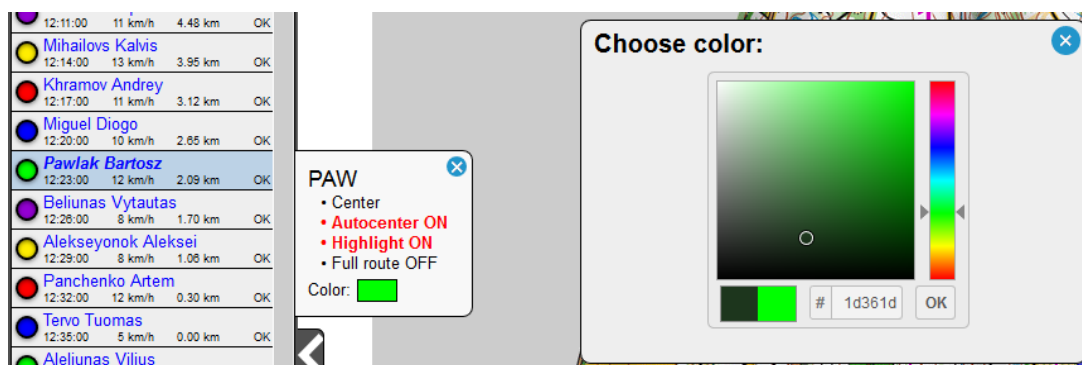 12:11:00 11 km/h 4.48 km OK
Mihailovs Kalvis
12:14:00 13 km/h 3.95 km OK
Khramov Andrey
12:17:00 11 km/h 3.12 km OK
Miguel Diogo
12:20:00 10 km/h 2.65 km OK
Pawlak Bartosz
12:23:00 12 km/h 2.09 km OK
Beliunas Vytautas
12:26:00 8 km/h 1.70 km OK
Alekseyonok Aleksei
12:29:00 8 km/h 1.06 km OK
Panchenko Artem
12:32:00 12 km/h 0.30 km OK
Tervo Tuomas
12:35:00 5 km/h 0.00 km OK
Aleliunas Vilius
PAW
• Center
• Autocenter ON
• Highlight ON
• Full route OFF
Color:
Choose color:
# 1d361d OK